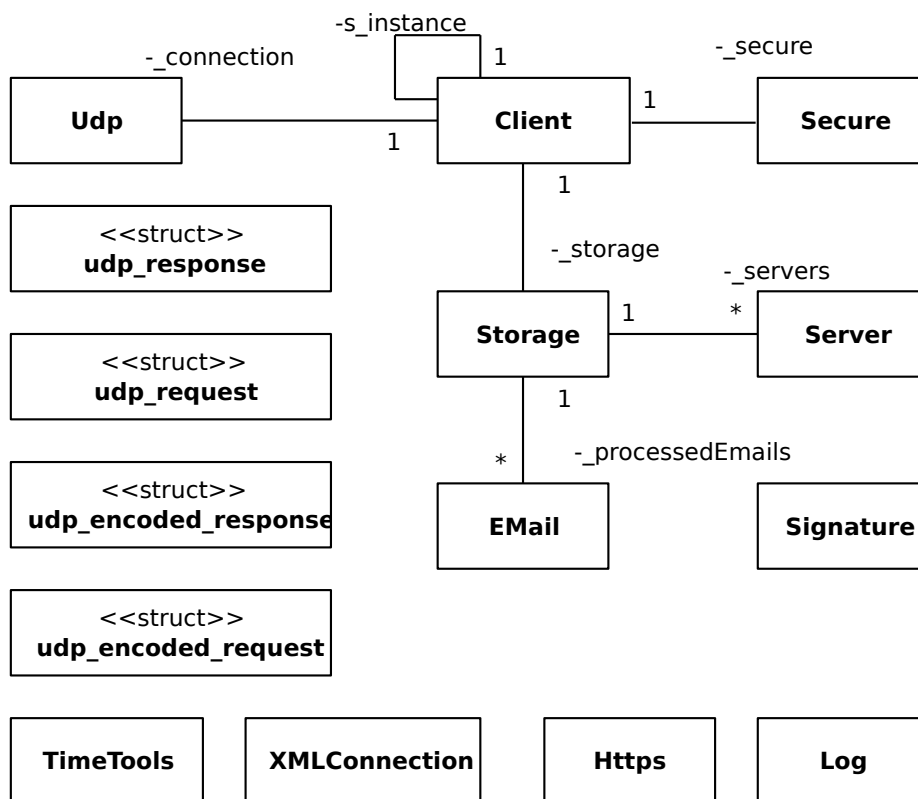 -s_instance
-_connection
1
-_secure
Udp
1
Client
1
Secure
1
<<struct>>
udp_response
-_storage
-_servers
Storage
1
*
Server
<<struct>>
udp_request
1
*
-_processedEmails
<<struct>>
udp_encoded_response
EMail
Signature
<<struct>>
udp_encoded_request
TimeTools
XMLConnection
Https
Log